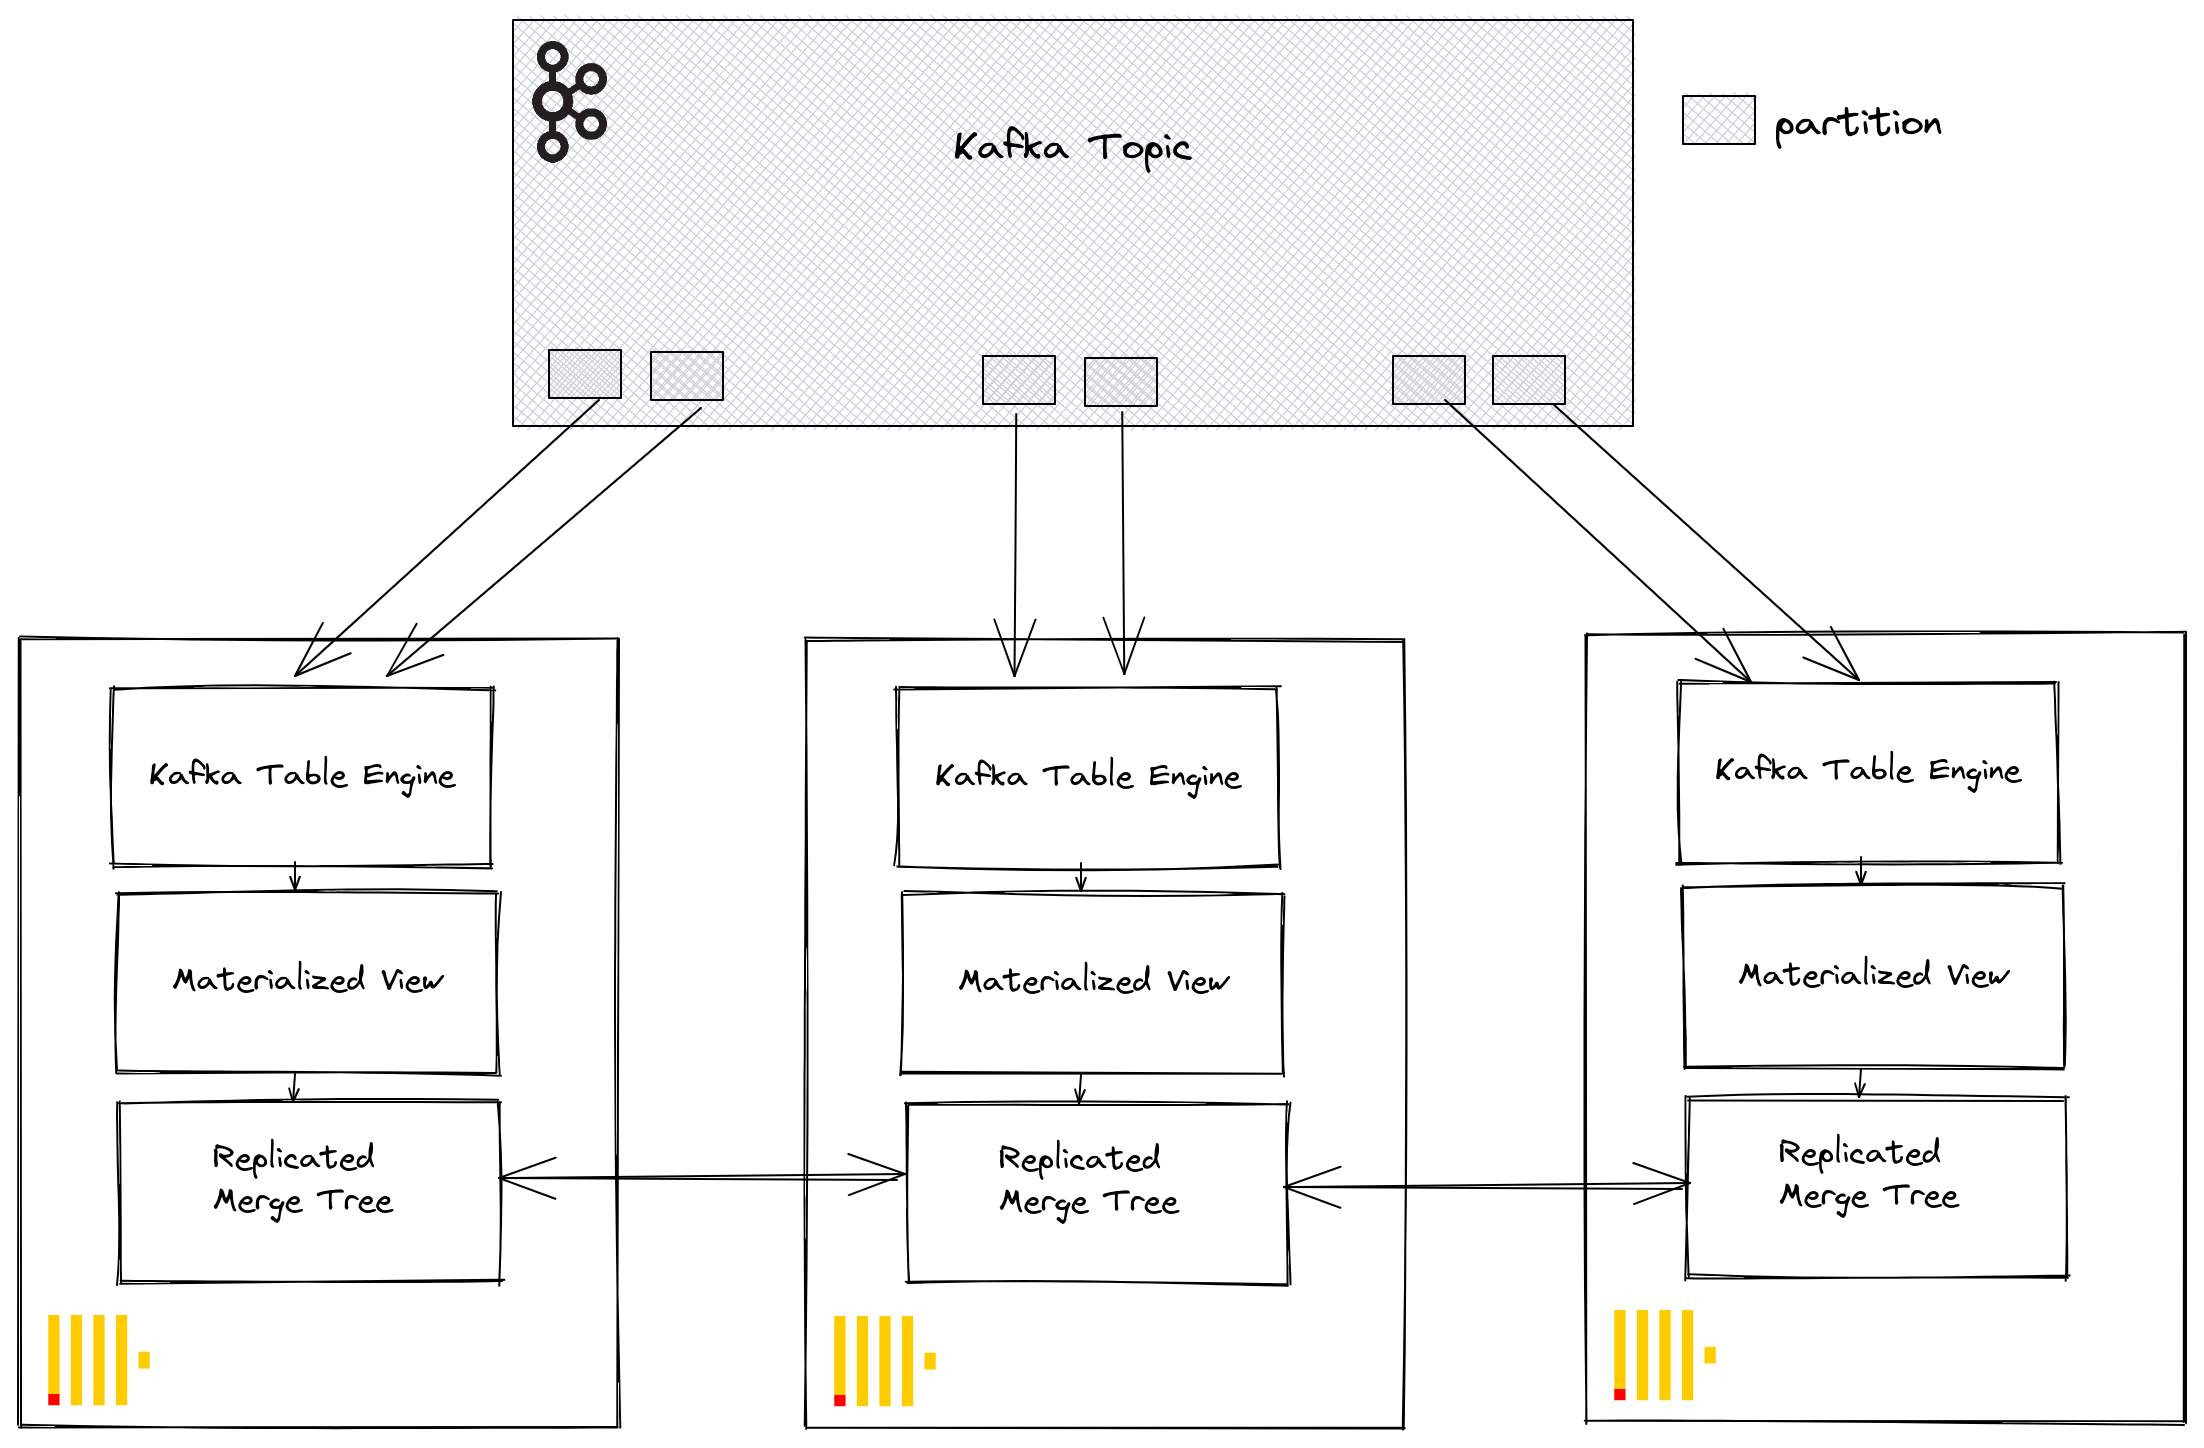 Kafka Topic
partition
Kafka Table Engine
Kafka Table Engine
Kafka Table Engine
Materialized View
Materialized View
Materialized View
Replicated
Merge Tree
Replicated
Merge Tree
Replicated
Merge Tree